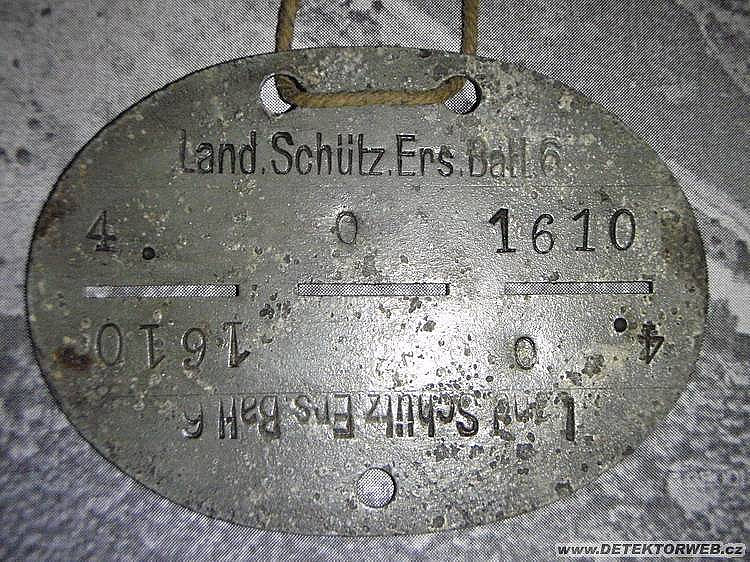 Land.Schütz.Ers.Batl.6
4. 0 1610
4. 0 1610
Land.Schütz.Ers.Batl.6
www.DETEKTORWEB.cz